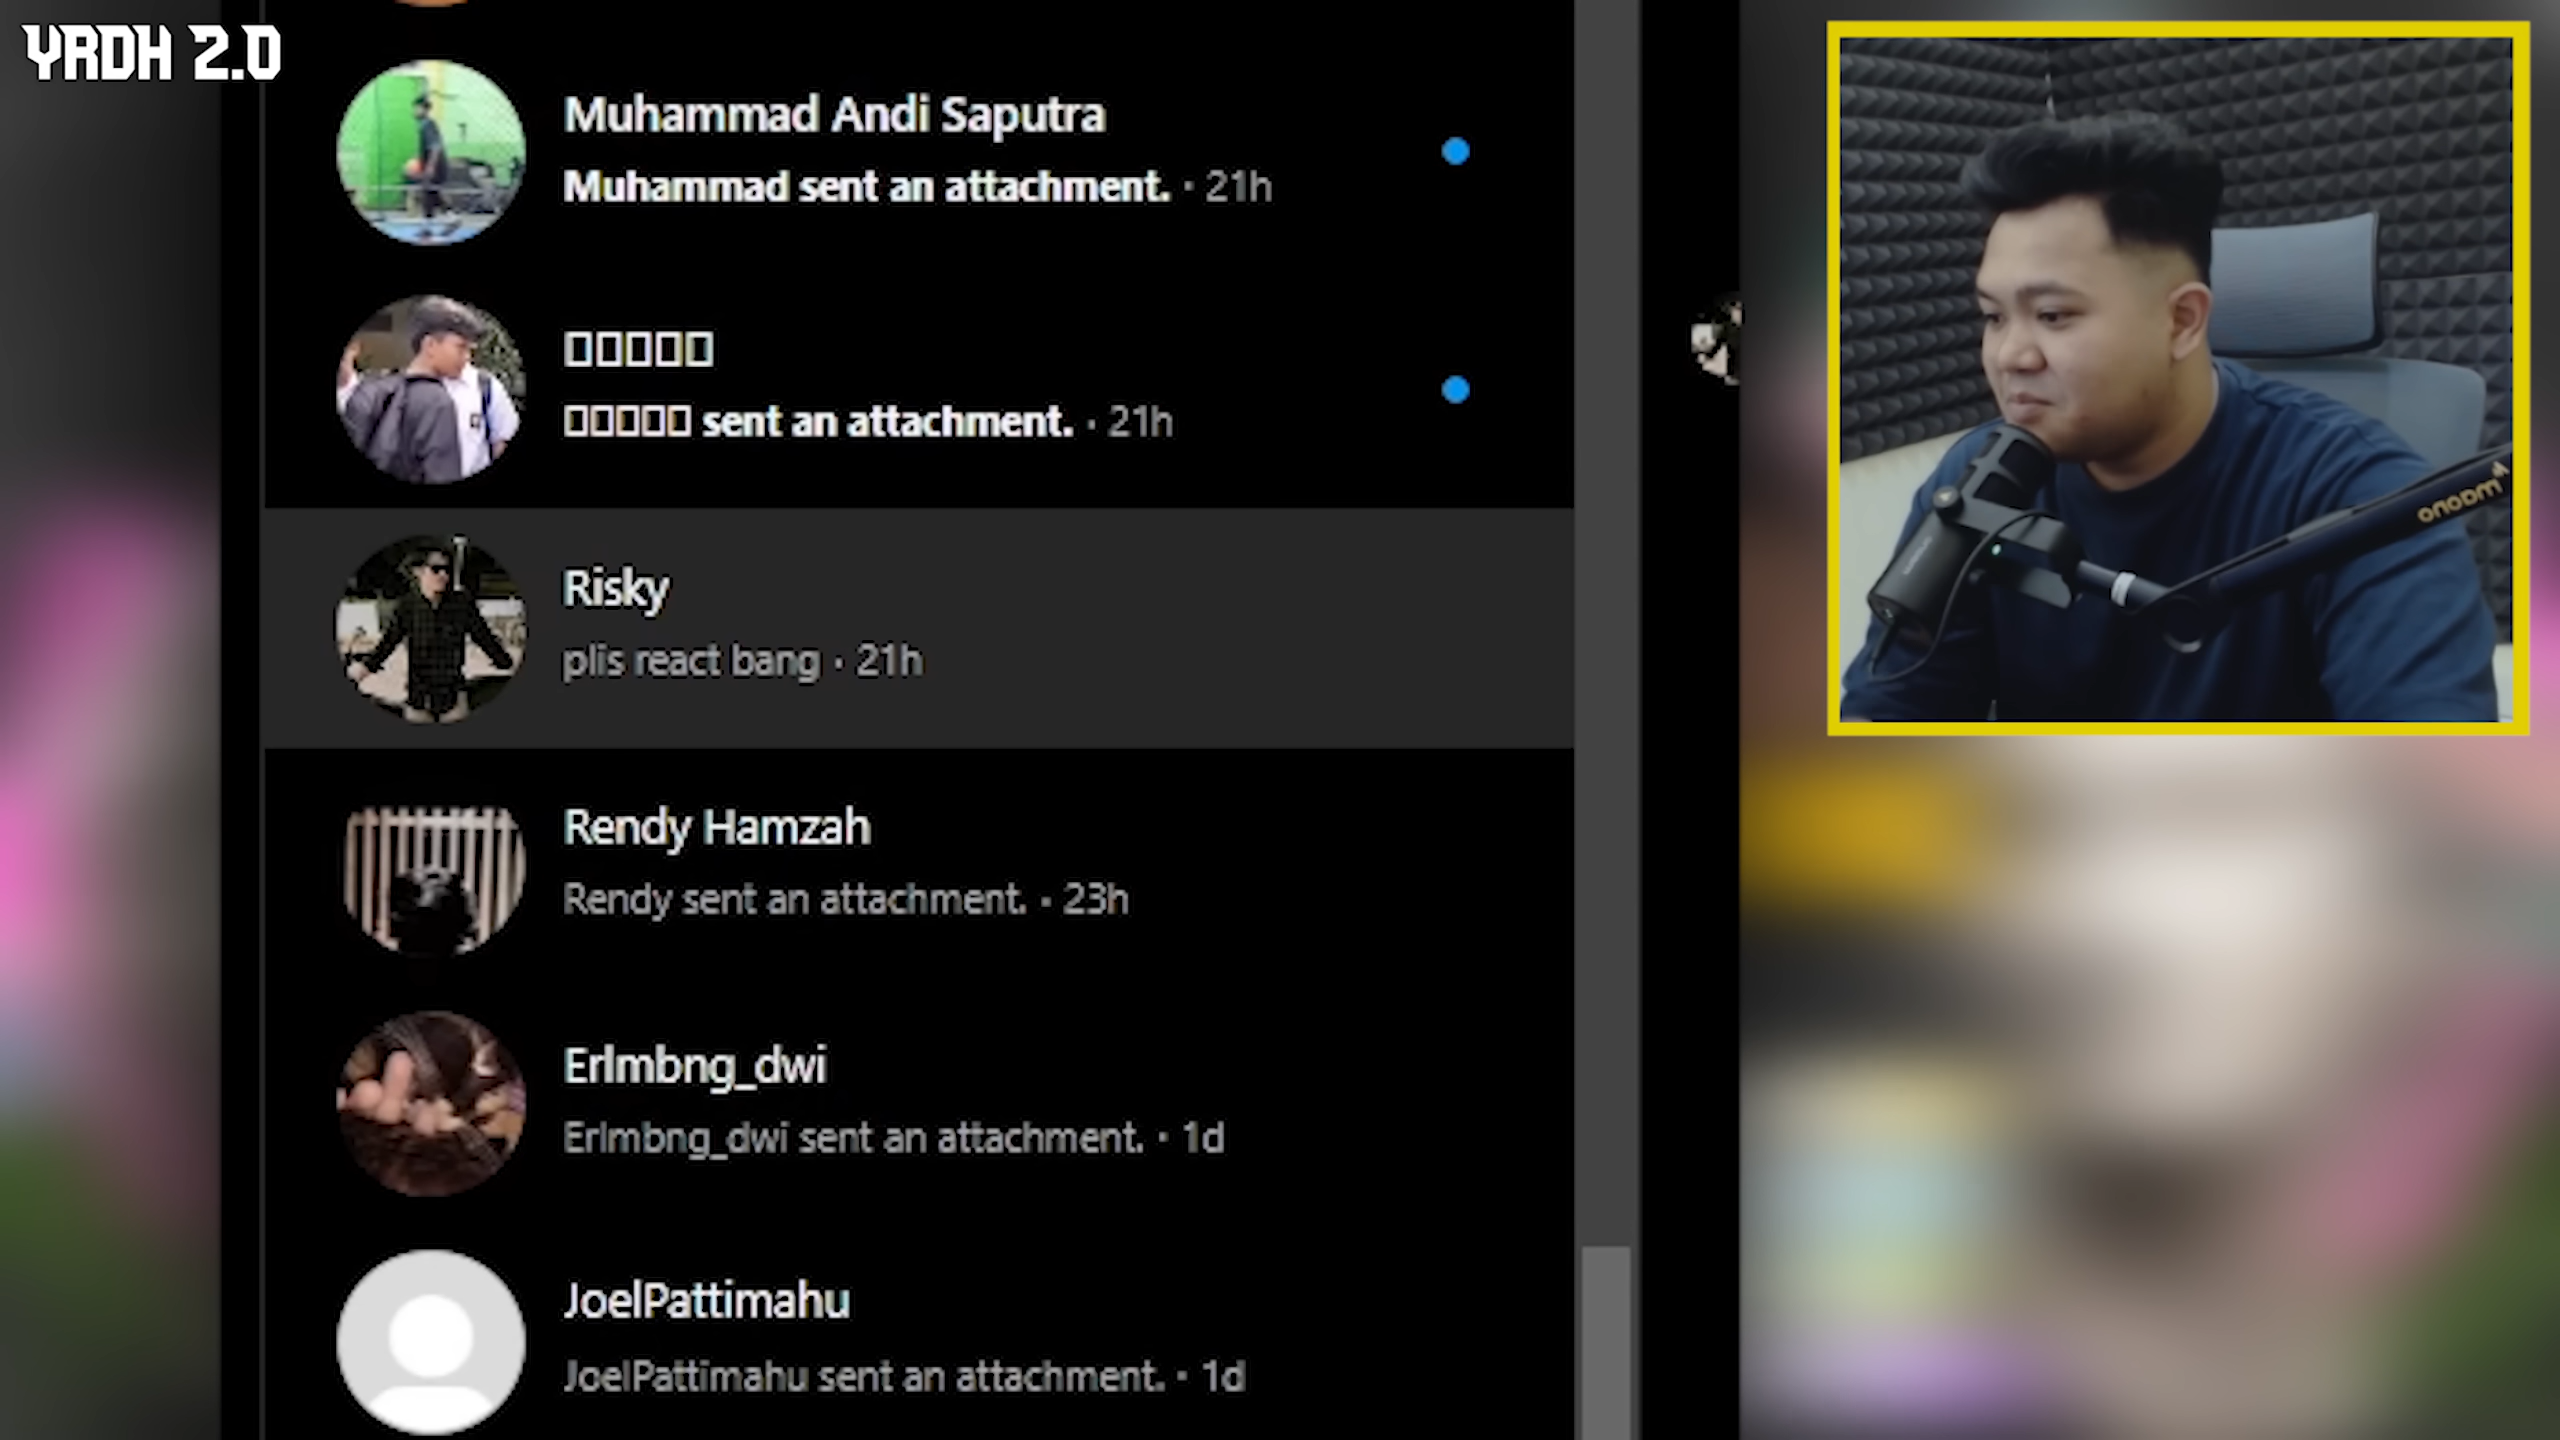 YRDH 2.0
Muhammad Andi Saputra
Muhammad sent an attachment. · 21h
□□□□□
□□□□□ sent an attachment. · 21h
Risky
plis react bang · 21h
Rendy Hamzah
Rendy sent an attachment. · 23h
Erlmbng_dwi
Erlmbng_dwi sent an attachment. · 1d
JoelPattimahu
JoelPattimahu sent an attachment. · 1d
maono